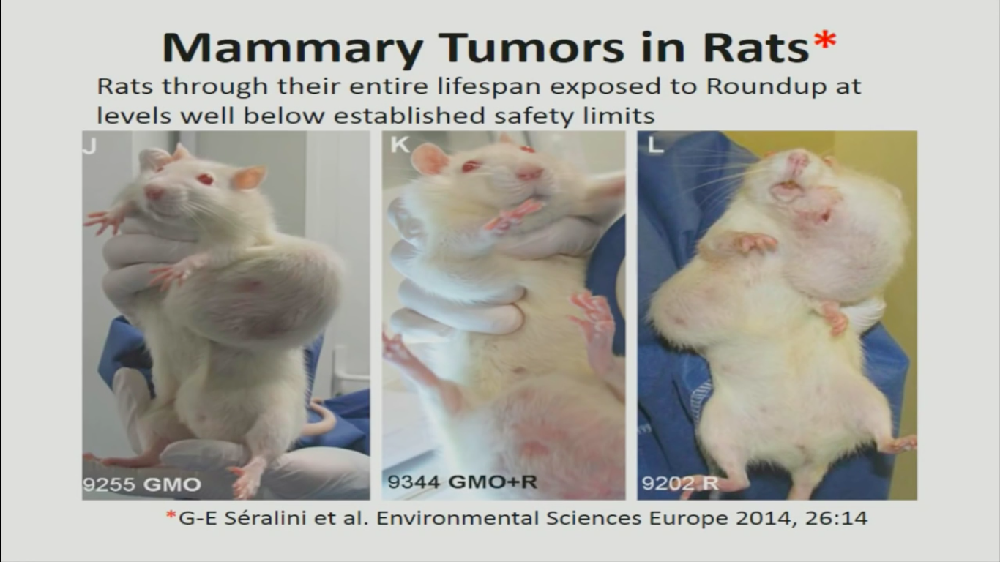 Mammary Tumors in Rats*
Rats through their entire lifespan exposed to Roundup at
levels well below established safety limits
J
K
L
9255 GMO
9344 GMO+R
9202 R
*G-E Séralini et al. Environmental Sciences Europe 2014, 26:14